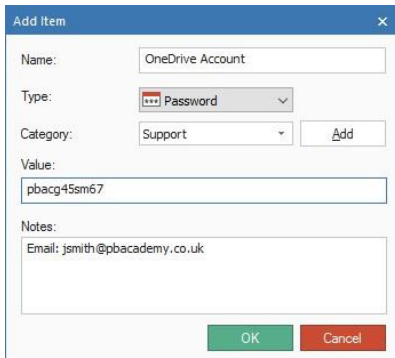 Add Item
Name: OneDrive Account
Type: *** Password
Category: Support Add
Value:
pbacg45sm67
Notes:
Email: jsmith@pbacademy.co.uk
OK Cancel